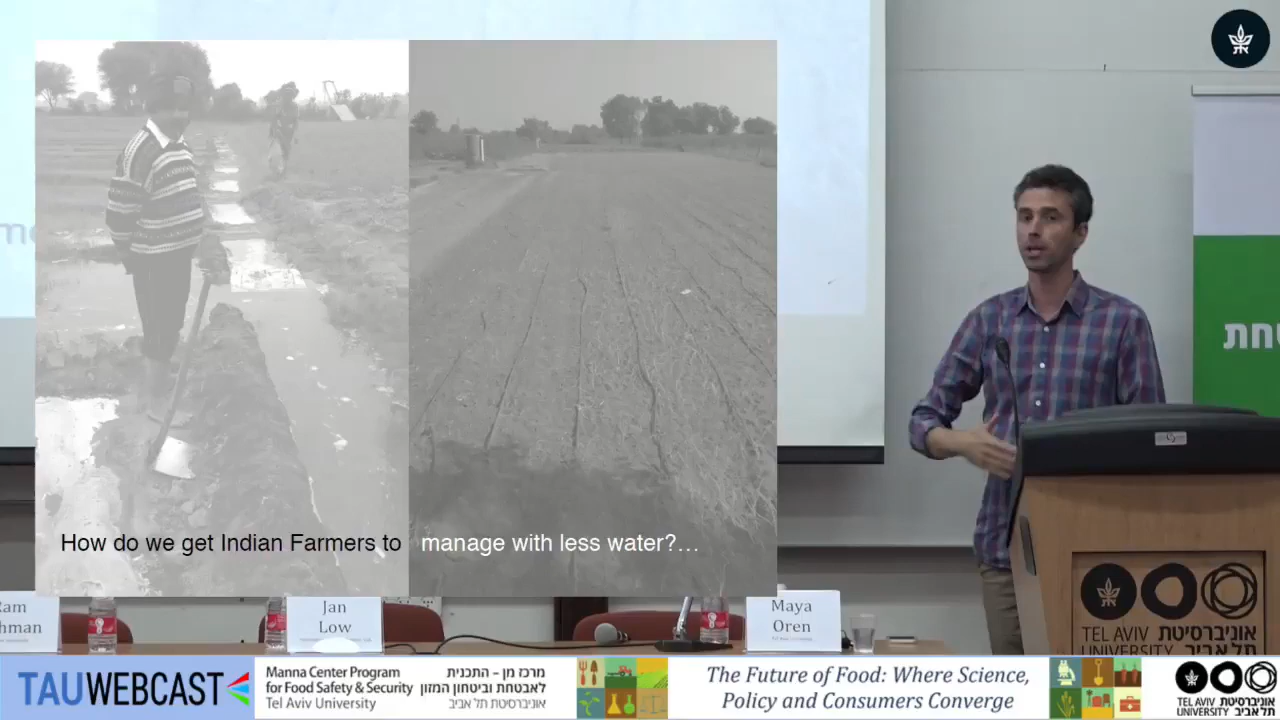 How do we get Indian Farmers to manage with less water?...
חת
Jan
Low
Maya
Oren
TEL AVIV אוניברסיטת
UNIVERSITY תל אביב
TAUWEBCAST
Manna Center Program
for Food Safety & Security
Tel Aviv University
מרכז מן – התכנית
לאבטחת וביטחון המזון
אוניברסיטת תל אביב
The Future of Food: Where Science,
Policy and Consumers Converge
TEL AVIV אוניברסיטת
UNIVERSITY תל אביב